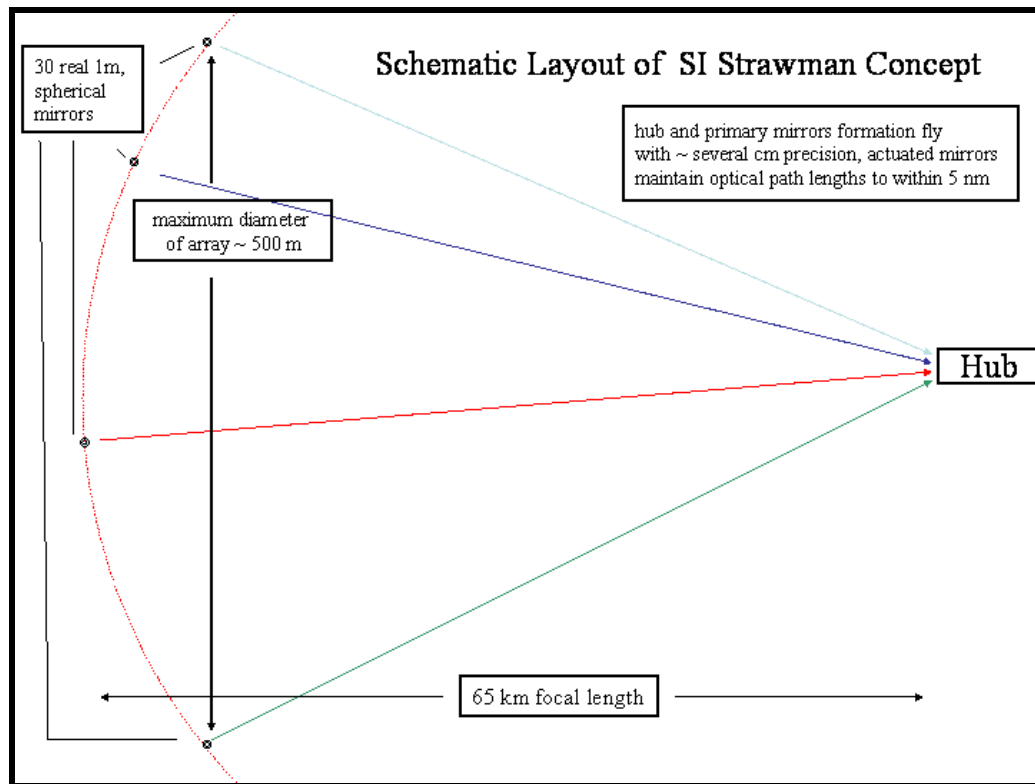 Schematic Layout of SI Strawman Concept
30 real 1m,
spherical
mirrors
hub and primary mirrors formation fly
with ~ several cm precision, actuated mirrors
maintain optical path lengths to within 5 nm
maximum diameter
of array ~ 500 m
Hub
65 km focal length